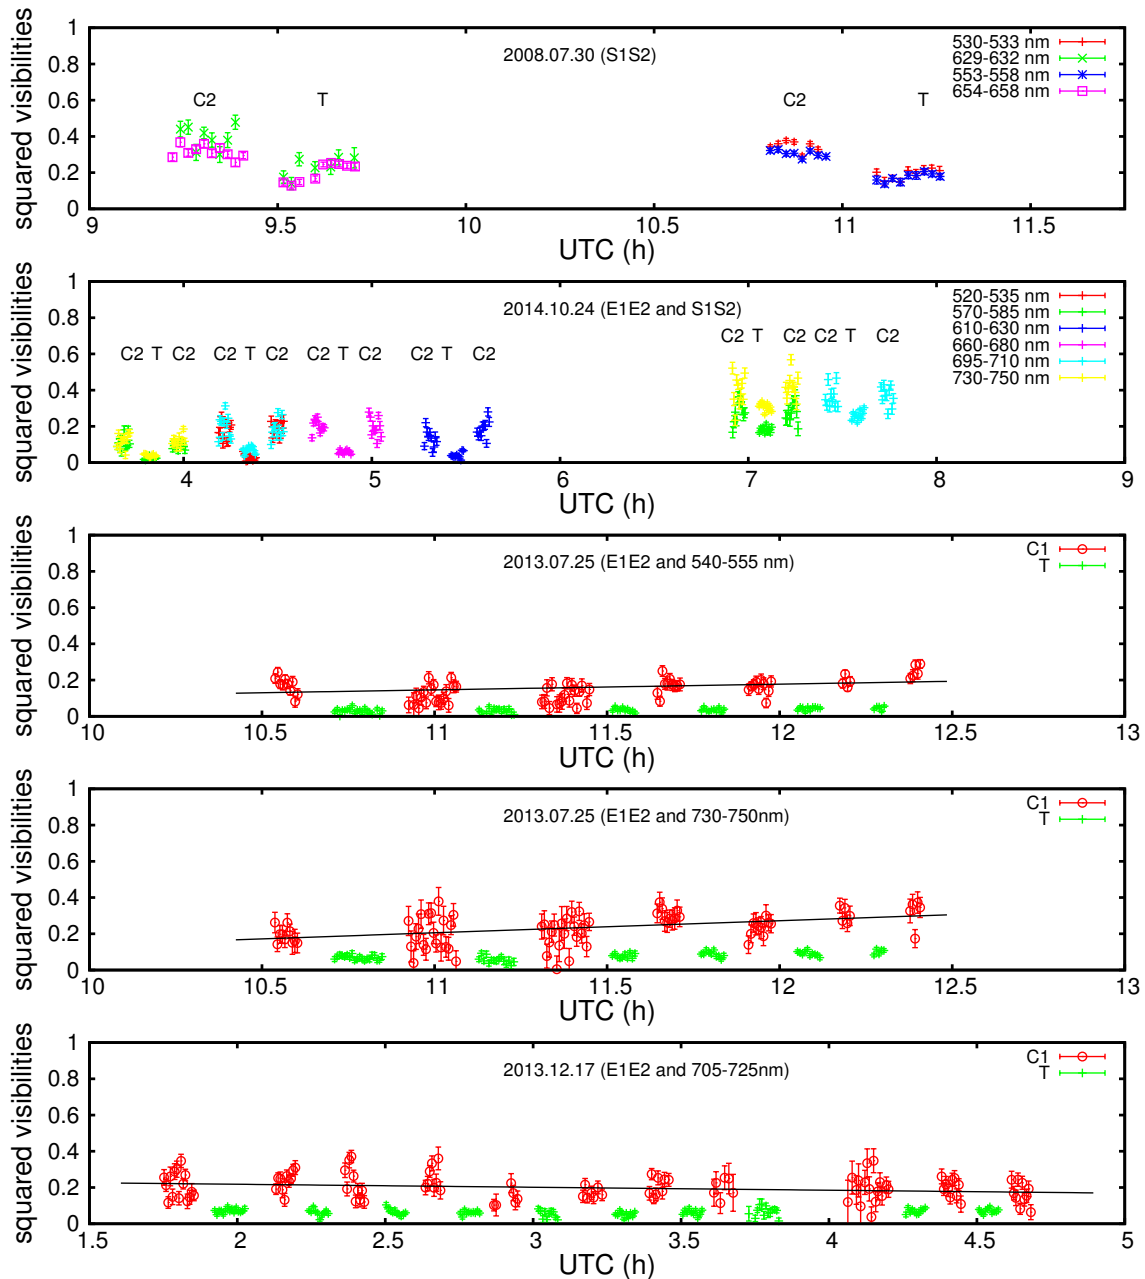 squared visibilities
1
0.8
0.6
0.4
0.2
0
2008.07.30 (S1S2)
530-533 nm
629-632 nm
553-558 nm
654-658 nm
C2 T C2 T
9 9.5 10 10.5 11 11.5
UTC (h)
squared visibilities
1
0.8
0.6
0.4
0.2
0
2014.10.24 (E1E2 and S1S2)
520-535 nm
570-585 nm
610-630 nm
660-680 nm
695-710 nm
730-750 nm
C2 T C2 C2 T C2
C2 T C2 C2 T C2 C2 T C2 C2 T C2
4 5 6 7 8 9
UTC (h)
squared visibilities
1
0.8
0.6
0.4
0.2
0
2013.07.25 (E1E2 and 540-555 nm)
C1
T
10 10.5 11 11.5 12 12.5 13
UTC (h)
squared visibilities
1
0.8
0.6
0.4
0.2
0
2013.07.25 (E1E2 and 730-750nm)
C1
T
10 10.5 11 11.5 12 12.5 13
UTC (h)
squared visibilities
1
0.8
0.6
0.4
0.2
0
2013.12.17 (E1E2 and 705-725nm)
C1
T
1.5 2 2.5 3 3.5 4 4.5 5
UTC (h)